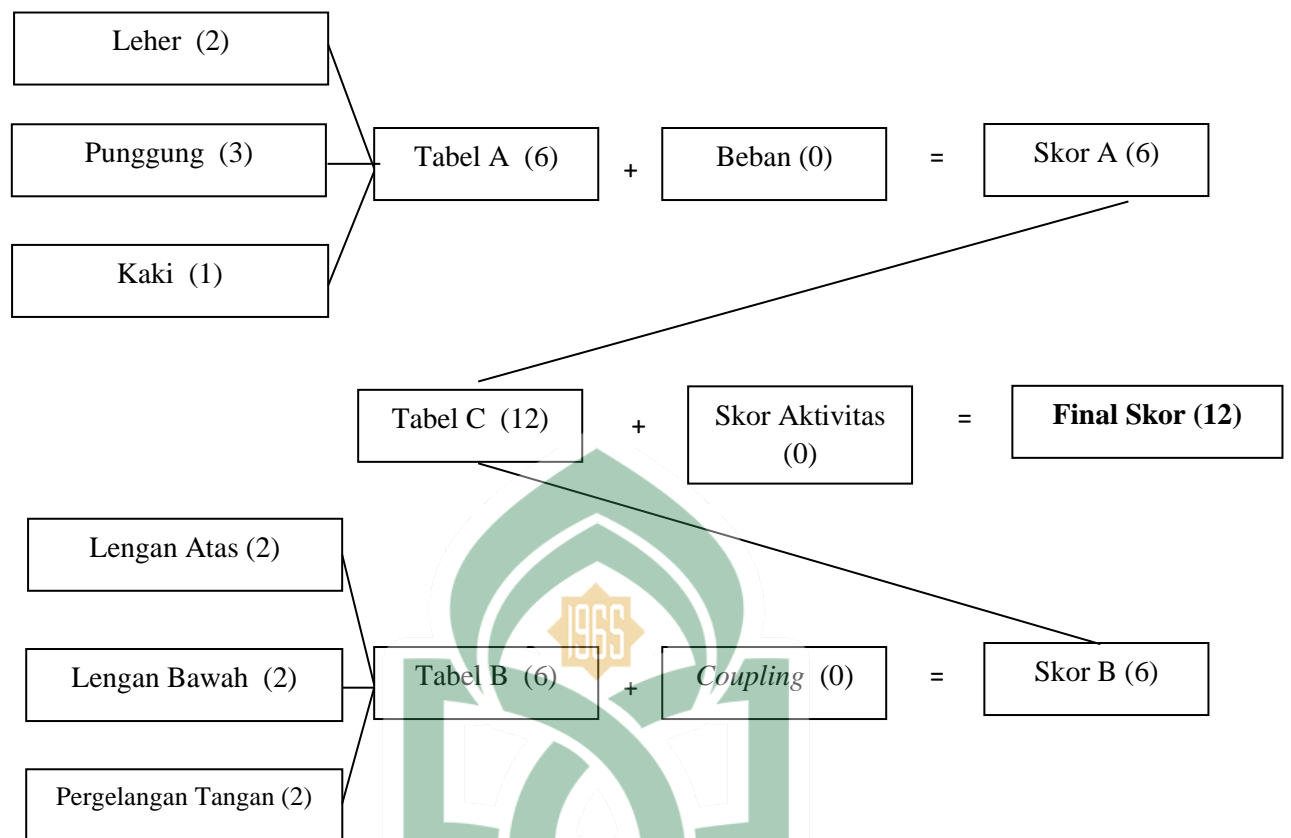 Leher (2)
Punggung (3)
Kaki (1)
Tabel A (6) + Beban (0) = Skor A (6)
Tabel C (12) + Skor Aktivitas (0) = Final Skor (12)
Lengan Atas (2)
Lengan Bawah (2)
Pergelangan Tangan (2)
Tabel B (6) + Coupling (0) = Skor B (6)
1965